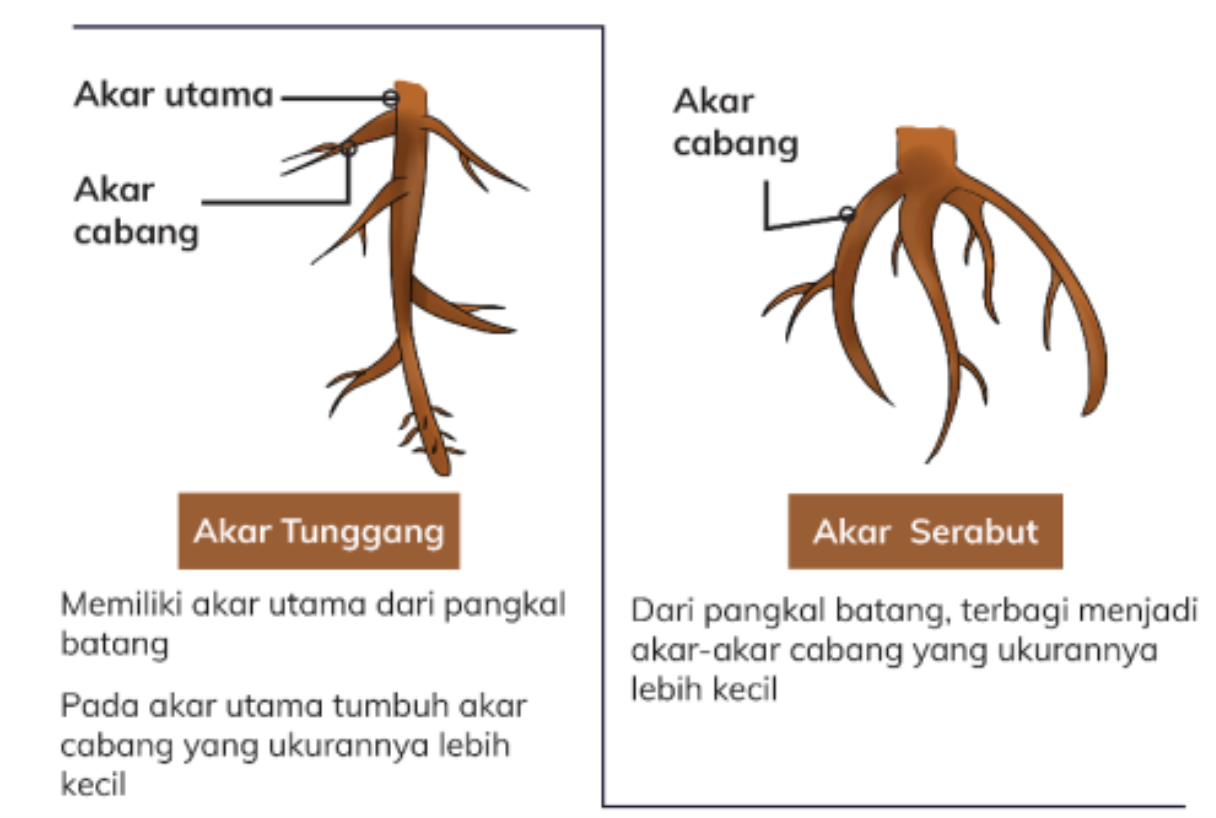 Akar utama
Akar
cabang
Akar Tunggang
Memiliki akar utama dari pangkal
batang
Pada akar utama tumbuh akar
cabang yang ukurannya lebih
kecil
Akar
cabang
Akar Serabut
Dari pangkal batang, terbagi menjadi
akar-akar cabang yang ukurannya
lebih kecil